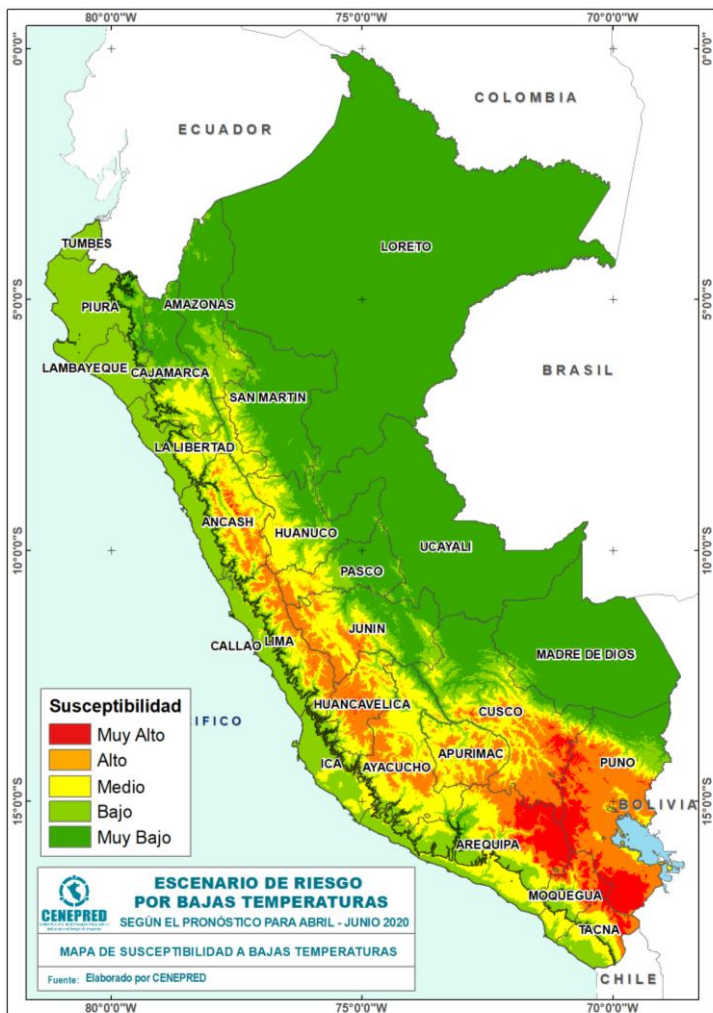 80°0'0"W
75°0'0"W
70°0'0"W
0°0'0"
0°0'0"
COLOMBIA
ECUADOR
TUMBES
LORETO
5°0'0"S
PIURA
AMAZONAS
5°0'0"S
LAMBAYEQUE
CAJAMARCA
BRASIL
SAN MARTIN
LA LIBERTAD
ANCASH
HUANUCO
UCAYALI
10°0'0"S
10°0'0"S
PASCO
JUNIN
CALLAO
LIMA
MADRE DE DIOS
HUANCAVELICA
CUSCO
IFICO
APURIMAC
PUNO
ICA
AYACUCHO
15°0'0"S
BOLIVIA
15°0'0"S
AREQUIPA
MOQUEGUA
TACNA
CHILE
Susceptibilidad
Muy Alto
Alto
Medio
Bajo
Muy Bajo
CENEPRED
ESCENARIO DE RIESGO
POR BAJAS TEMPERATURAS
SEGÚN EL PRONÓSTICO PARA ABRIL - JUNIO 2020
MAPA DE SUSCEPTIBILIDAD A BAJAS TEMPERATURAS
Fuente: Elaborado por CENEPRED
80°0'0"W
75°0'0"W
70°0'0"W